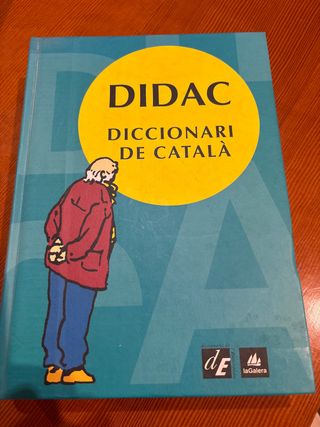 DIDAC
DICCIONARI
DE CATALÀ
dE
laGalera